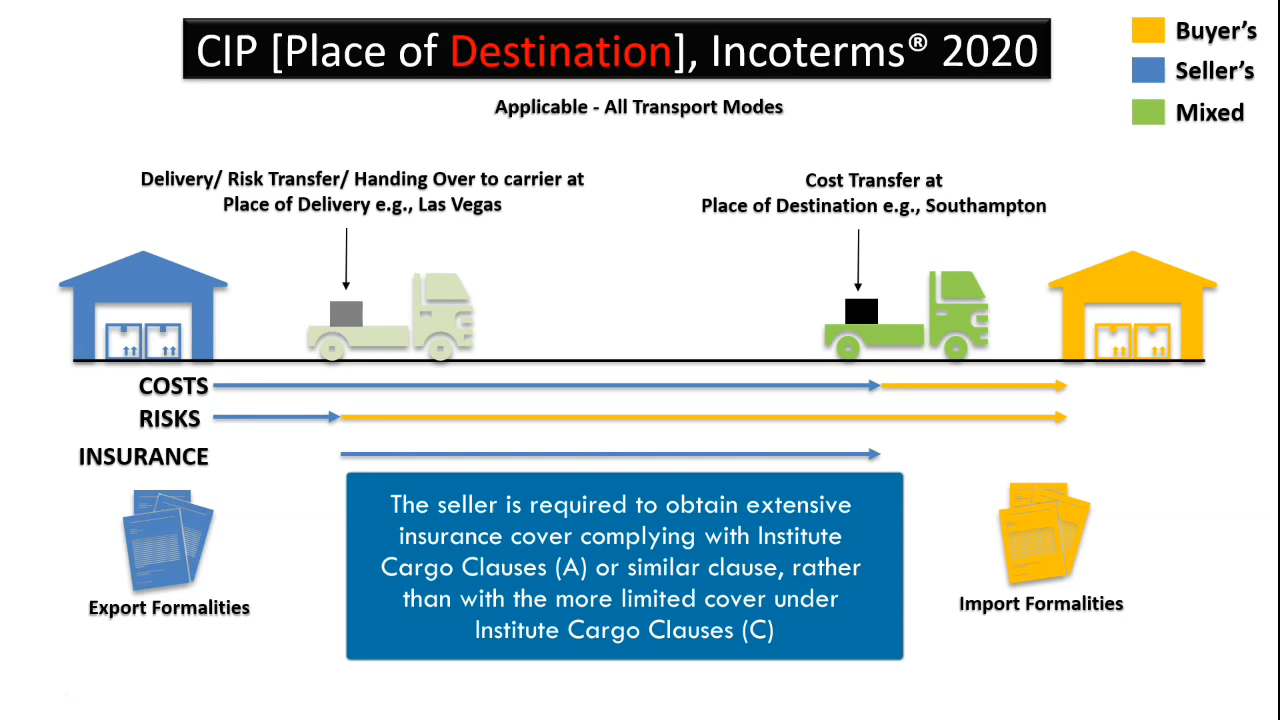 CIP [Place of Destination], Incoterms® 2020
Buyer's
Seller's
Mixed
Applicable - All Transport Modes
Delivery/ Risk Transfer/ Handing Over to carrier at
Place of Delivery e.g., Las Vegas
Cost Transfer at
Place of Destination e.g., Southampton
COSTS
RISKS
INSURANCE
The seller is required to obtain extensive
insurance cover complying with Institute
Cargo Clauses (A) or similar clause, rather
than with the more limited cover under
Institute Cargo Clauses (C)
Export Formalities
Import Formalities